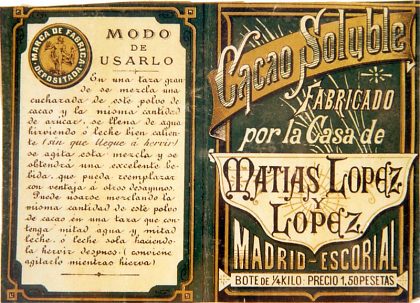 MARCA DE FABRICA
DEPOSITADA
MODO
DE
USARLO
En una taza gran
de se mezcla una
cucharada de este polvo de
cacao y la misma cantidad
de azúcar, se llena de agua
hirviendo ó leche bien calien
te (sin que llegue á hervir)
se agita esta mezcla y se
obtendrá una excelente be
bida, que puede reemplazar
con ventaja á otros desayunos.
Puede usarse mezclando la
misma cantidad de este polvo
de cacao en una taza que con
tenga mitad agua y mitad
leche ó leche sola haciendo
la hervir despues (conviene
agitarlo mientras hierva)
Cacao Soluble
FABRICADO
por la Casa de
MATIAS LOPEZ
Y
LOPEZ
MADRID-ESCORIAL
BOTE DE ¼ KILO: PRECIO 1,50 PESETAS